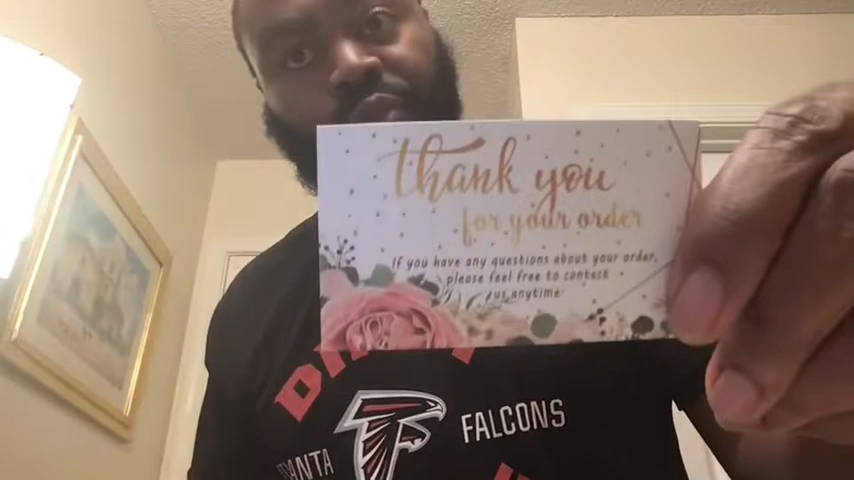 Thank you
for your order
If you have any questions about your order,
please feel free to contact
us anytime
FALCONS